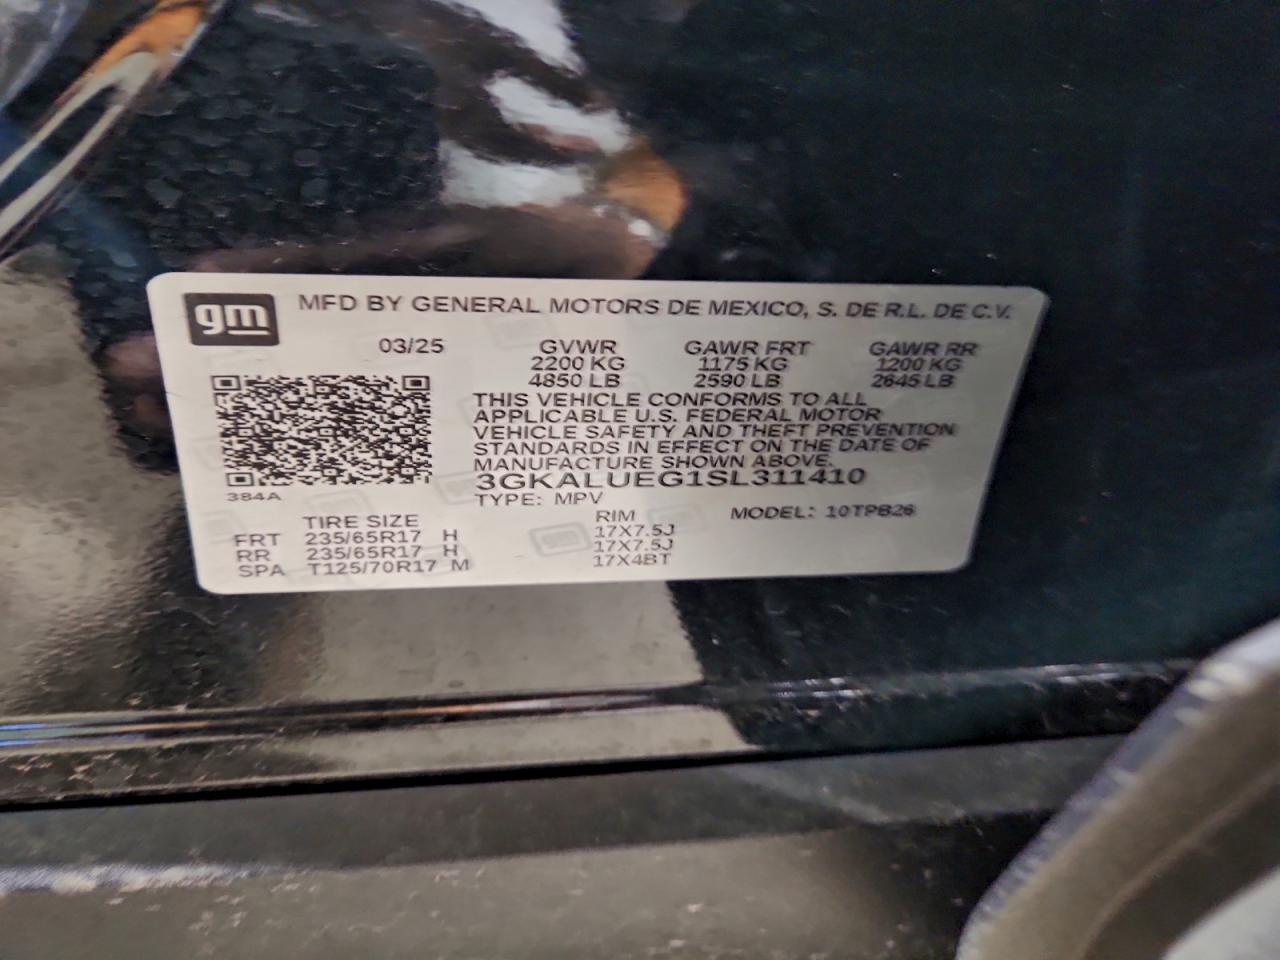 gm MFD BY GENERAL MOTORS DE MEXICO, S. DE R.L. DE C.V.
03/25 GVWR GAWR FRT GAWR RR
2200 KG 1175 KG 1200 KG
4850 LB 2590 LB 2645 LB
THIS VEHICLE CONFORMS TO ALL
APPLICABLE U.S. FEDERAL MOTOR
VEHICLE SAFETY AND THEFT PREVENTION
STANDARDS IN EFFECT ON THE DATE OF
MANUFACTURE SHOWN ABOVE.
3GKALUEG1SL311410
384A
TYPE: MPV
TIRE SIZE RIM MODEL: 10TPB26
FRT 235/65R17 H 17X7.5J
RR 235/65R17 H 17X7.5J
SPA T125/70R17 M 17X4BT